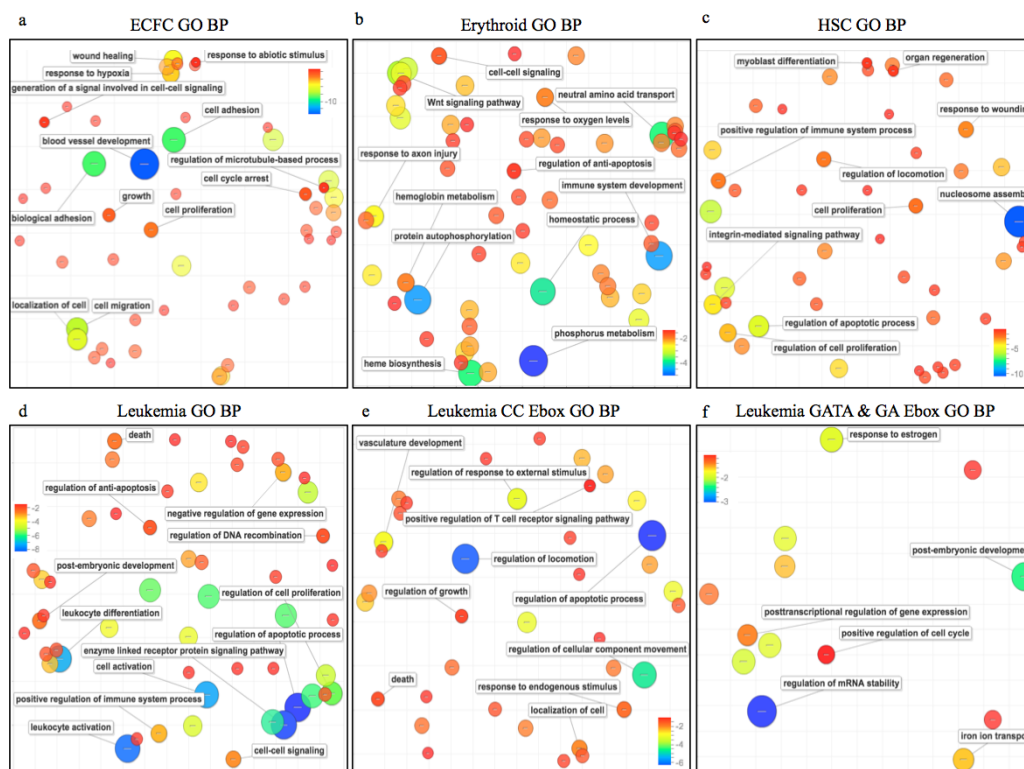 a
ECFC GO BP
wound healing
response to abiotic stimulus
response to hypoxia
generation of a signal involved in cell-cell signaling
-10
cell adhesion
blood vessel development
regulation of microtubule-based process
cell cycle arrest
growth
biological adhesion
cell proliferation
localization of cell
cell migration
b
Erythroid GO BP
cell-cell signaling
neutral amino acid transport
Wnt signaling pathway
response to oxygen levels
response to axon injury
regulation of anti-apoptosis
immune system development
hemoglobin metabolism
homeostatic process
protein autophosphorylation
phosphorus metabolism
-2
-4
heme biosynthesis
c
HSC GO BP
myoblast differentiation
organ regeneration
response to woundin
positive regulation of immune system process
regulation of locomotion
nucleosome assemb
cell proliferation
integrin-mediated signaling pathway
regulation of apoptotic process
regulation of cell proliferation
-5
-10
d
Leukemia GO BP
death
regulation of anti-apoptosis
negative regulation of gene expression
-2
-4
-6
-8
regulation of DNA recombination
post-embryonic development
regulation of cell proliferation
leukocyte differentiation
regulation of apoptotic process
enzyme linked receptor protein signaling pathway
cell activation
positive regulation of immune system process
leukocyte activation
cell-cell signaling
e
Leukemia CC Ebox GO BP
vasculature development
regulation of response to external stimulus
positive regulation of T cell receptor signaling pathway
regulation of locomotion
regulation of growth
regulation of apoptotic process
regulation of cellular component movement
death
response to endogenous stimulus
localization of cell
-2
-4
-6
f
Leukemia GATA & GA Ebox GO BP
response to estrogen
-2
-3
post-embryonic developme
posttranscriptional regulation of gene expression
positive regulation of cell cycle
regulation of mRNA stability
iron ion transpo